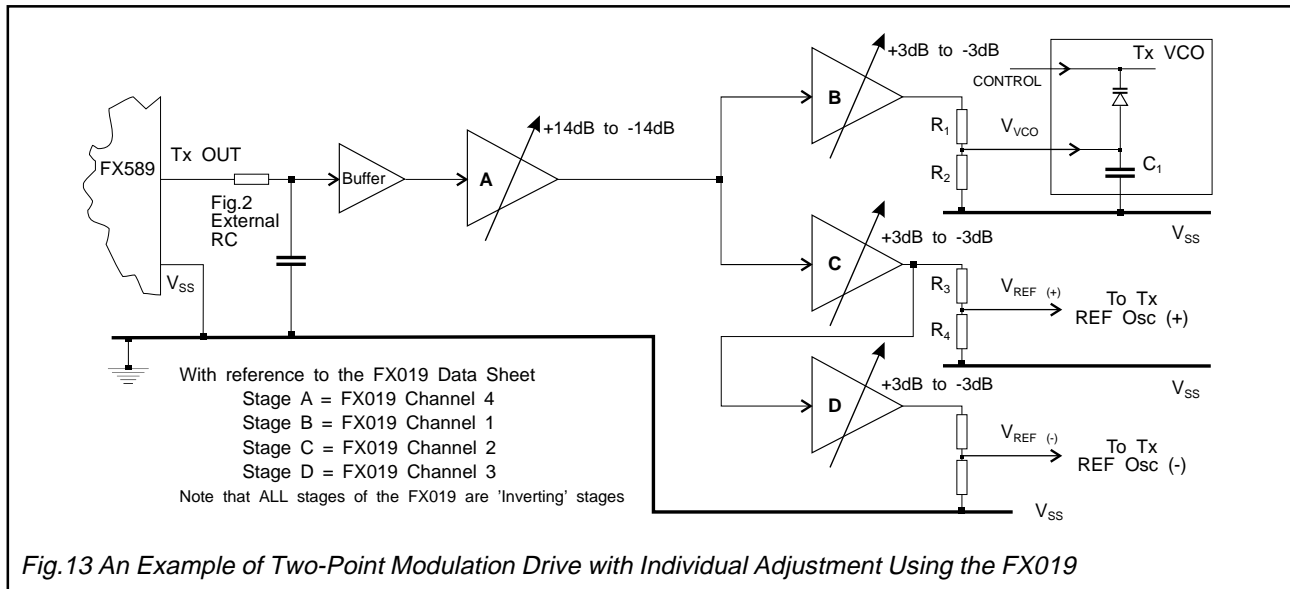 +3dB to -3dB
Tx VCO
CONTROL
B
+14dB to -14dB
R1
VVCO
Tx OUT
FX589
Buffer
A
R2
C1
Fig.2
External
RC
+3dB to -3dB
VSS
C
R3
VREF (+)
To Tx
REF Osc (+)
VSS
R4
With reference to the FX019 Data Sheet
Stage A = FX019 Channel 4
Stage B = FX019 Channel 1
Stage C = FX019 Channel 2
Stage D = FX019 Channel 3
Note that ALL stages of the FX019 are 'Inverting' stages
+3dB to -3dB
VSS
D
VREF (-)
To Tx
REF Osc (-)
VSS
Fig.13 An Example of Two-Point Modulation Drive with Individual Adjustment Using the FX019